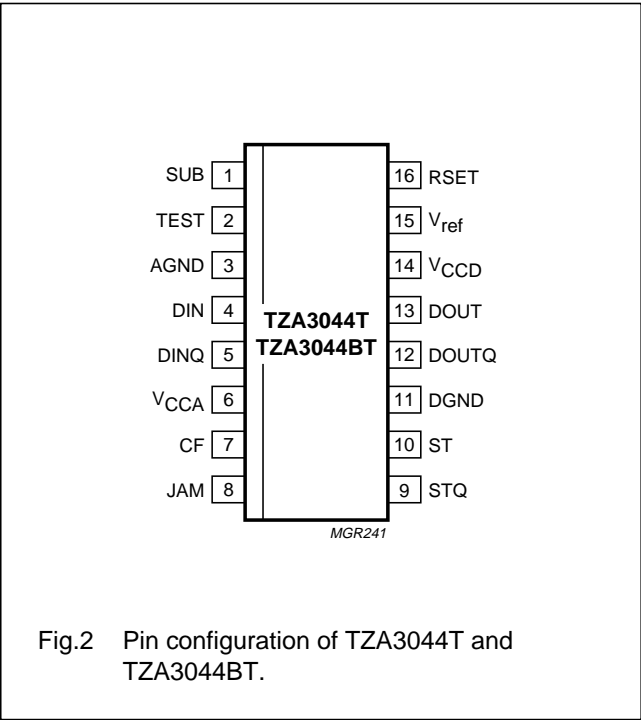 SUB 1
TEST 2
AGND 3
DIN 4
DINQ 5
VCCA 6
CF 7
JAM 8
TZA3044T
TZA3044BT
16 RSET
15 Vref
14 VCCD
13 DOUT
12 DOUTQ
11 DGND
10 ST
9 STQ
MGR241
Fig.2 Pin configuration of TZA3044T and
TZA3044BT.